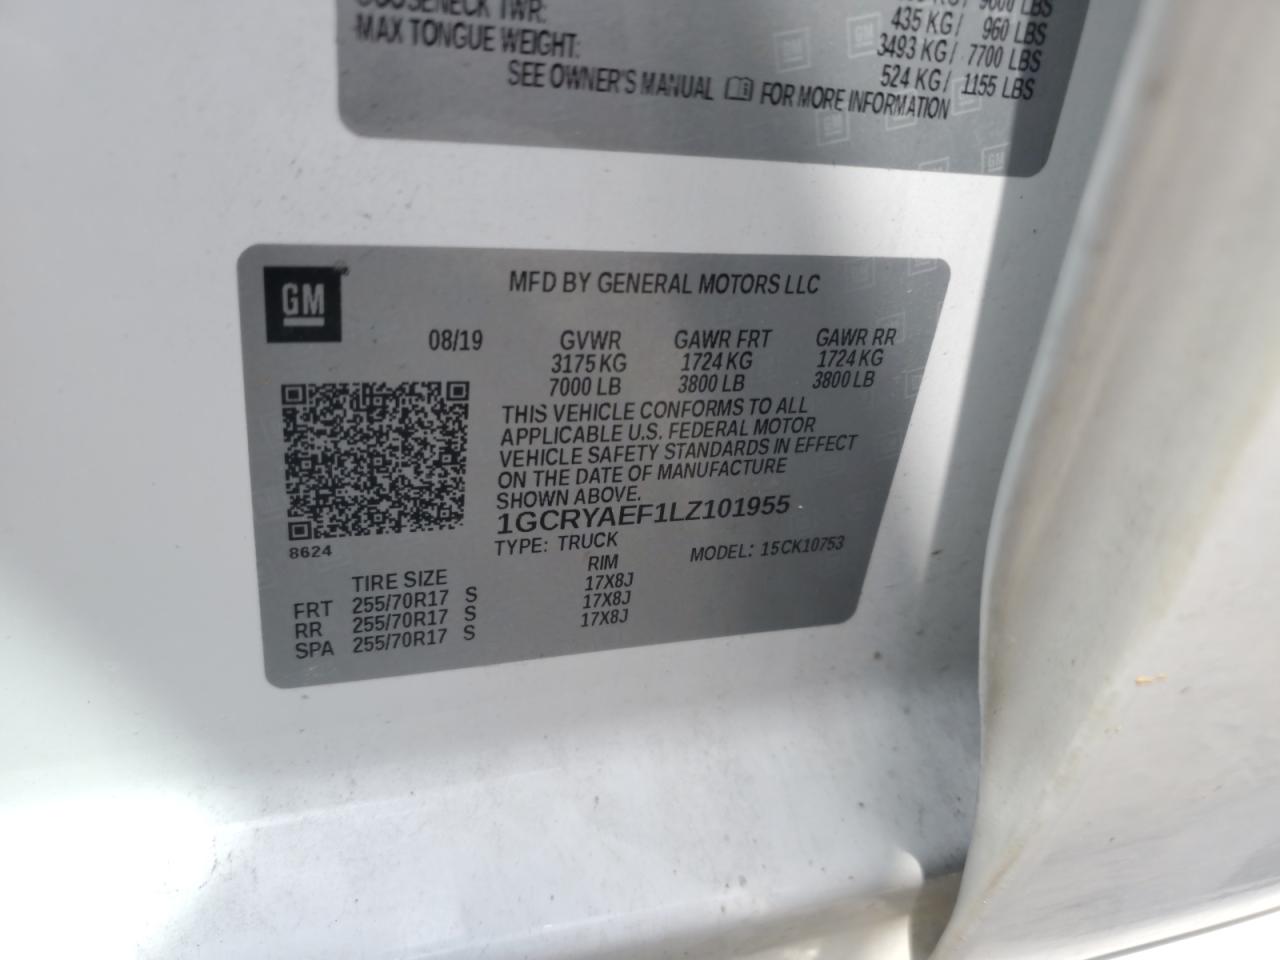 GOOSENECK TWR:
MAX TONGUE WEIGHT:
9600 LBS
435 KG/ 960 LBS
3493 KG/ 7700 LBS
524 KG/ 1155 LBS
SEE OWNER'S MANUAL FOR MORE INFORMATION
GM
MFD BY GENERAL MOTORS LLC
08/19 GVWR GAWR FRT GAWR RR
3175 KG 1724 KG 1724 KG
7000 LB 3800 LB 3800 LB
THIS VEHICLE CONFORMS TO ALL
APPLICABLE U.S. FEDERAL MOTOR
VEHICLE SAFETY STANDARDS IN EFFECT
ON THE DATE OF MANUFACTURE
SHOWN ABOVE.
1GCRYAEF1LZ101955
8624
TYPE: TRUCK MODEL: 15CK10753
TIRE SIZE RIM
FRT 255/70R17 S 17X8J
RR 255/70R17 S 17X8J
SPA 255/70R17 S 17X8J